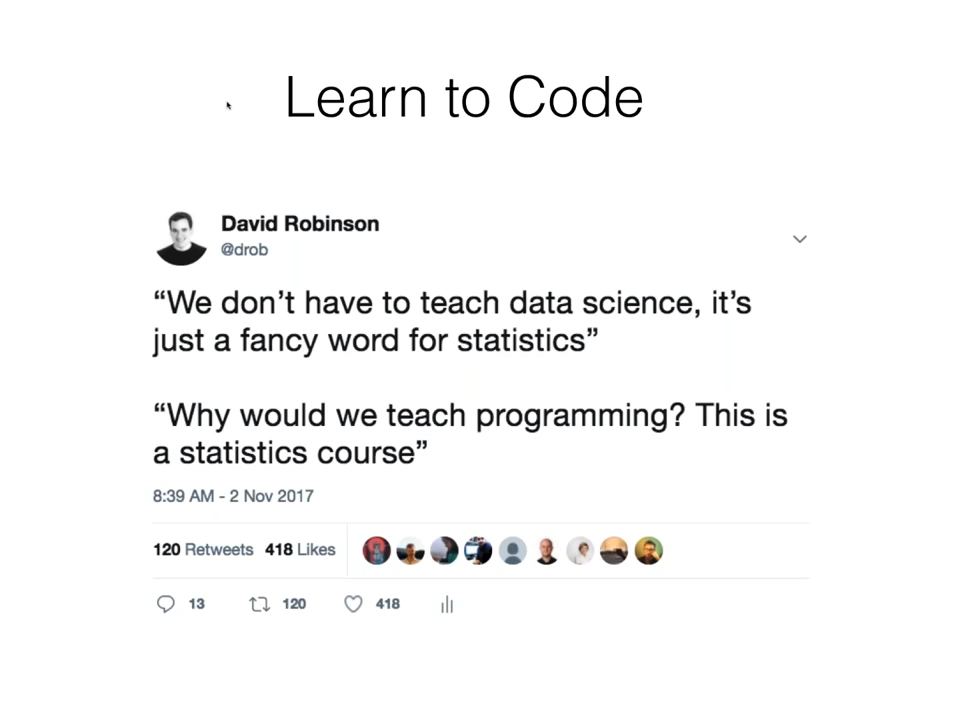 Learn to Code
David Robinson
@drob
“We don’t have to teach data science, it’s
just a fancy word for statistics”
“Why would we teach programming? This is
a statistics course”
8:39 AM - 2 Nov 2017
120 Retweets 418 Likes
13 120 418